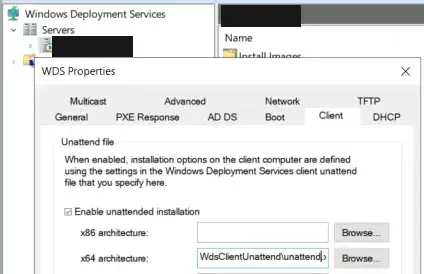 Windows Deployment Services
Servers
Name
Install Images
WDS Properties
Multicast Advanced Network TFTP
General PXE Response AD DS Boot Client DHCP
Unattend file
When enabled, installation options on the client computer are defined
using the settings in the Windows Deployment Services client unattend
file that you specify here.
Enable unattended installation
x86 architecture: Browse...
x64 architecture: WdsClientUnattend\unattend.x Browse...